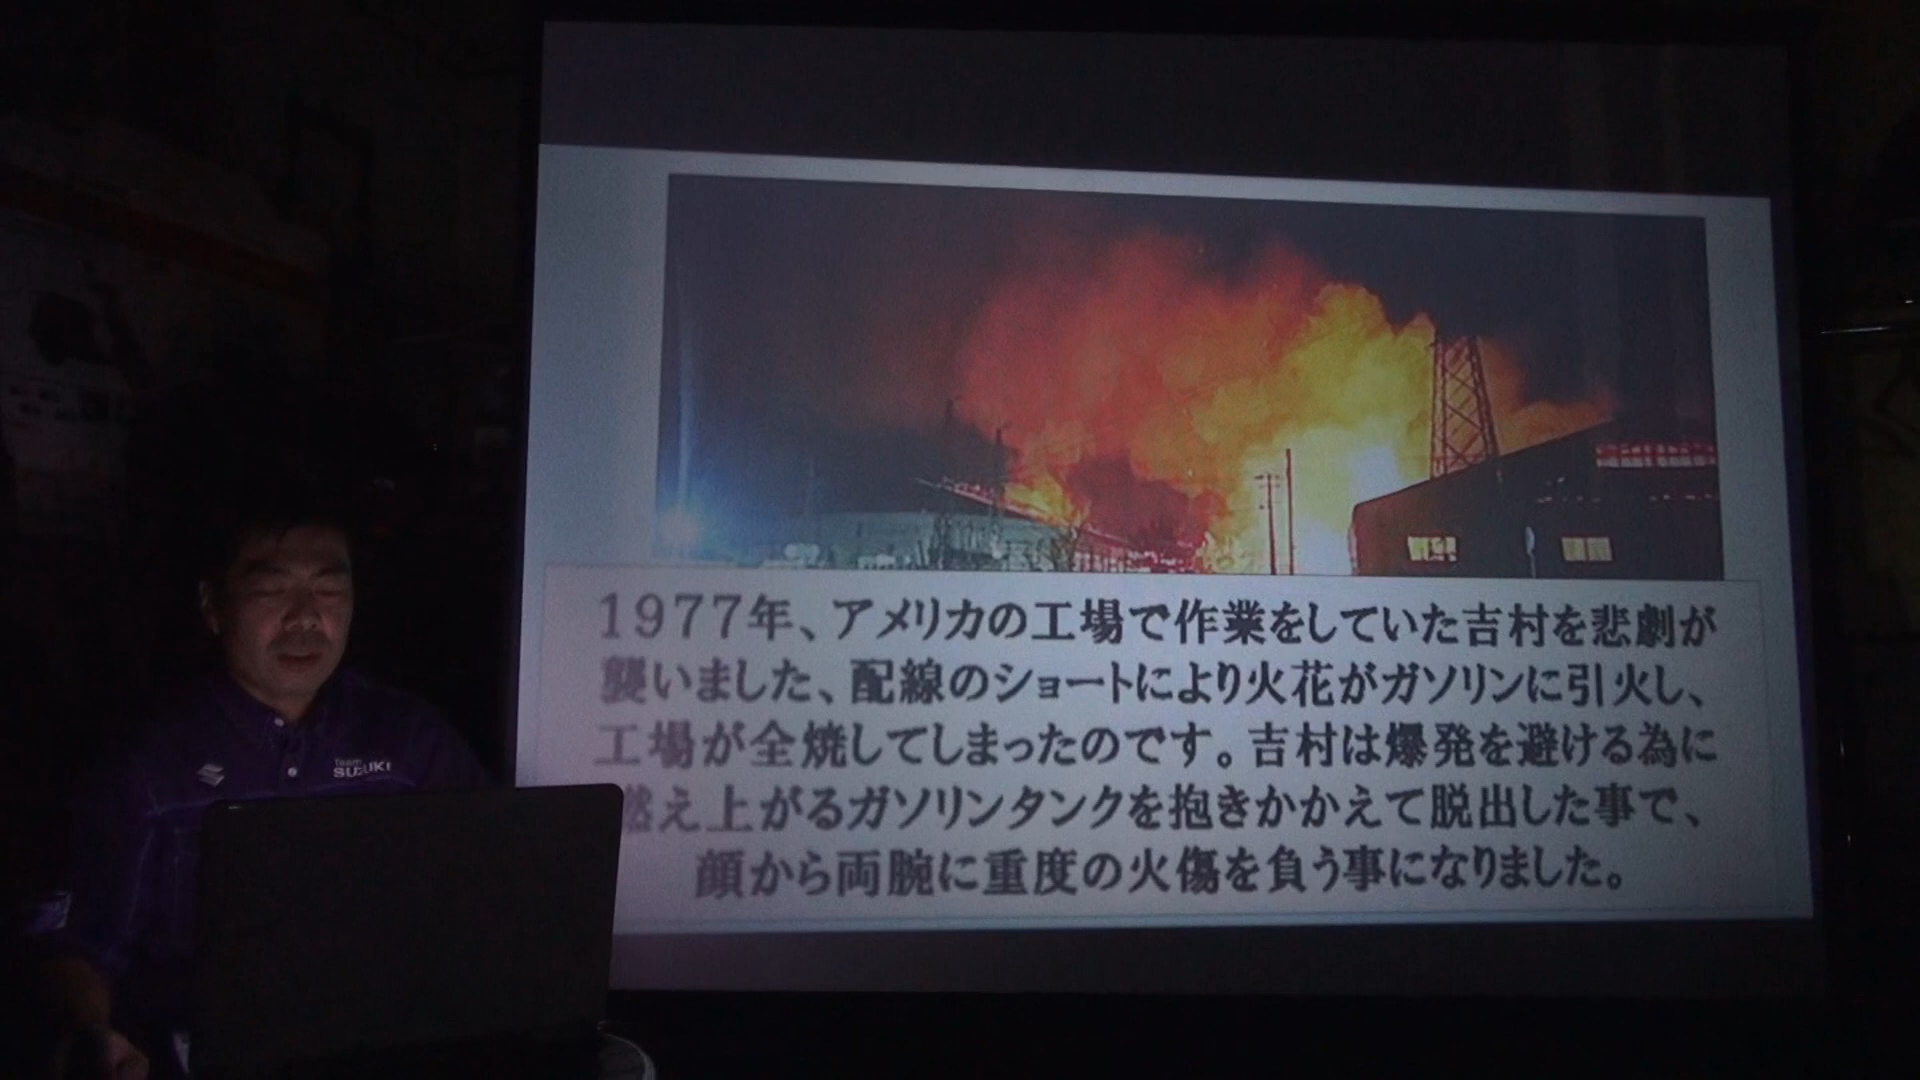 1977年、アメリカの工場で作業をしていた吉村を悲劇が
襲いました、配線のショートにより火花がガソリンに引火し、
工場が全焼してしまったのです。吉村は爆発を避ける為に
燃え上がるガソリンタンクを抱きかかえて脱出した事で、
顔から両腕に重度の火傷を負う事になりました。
Team
SUZUKI